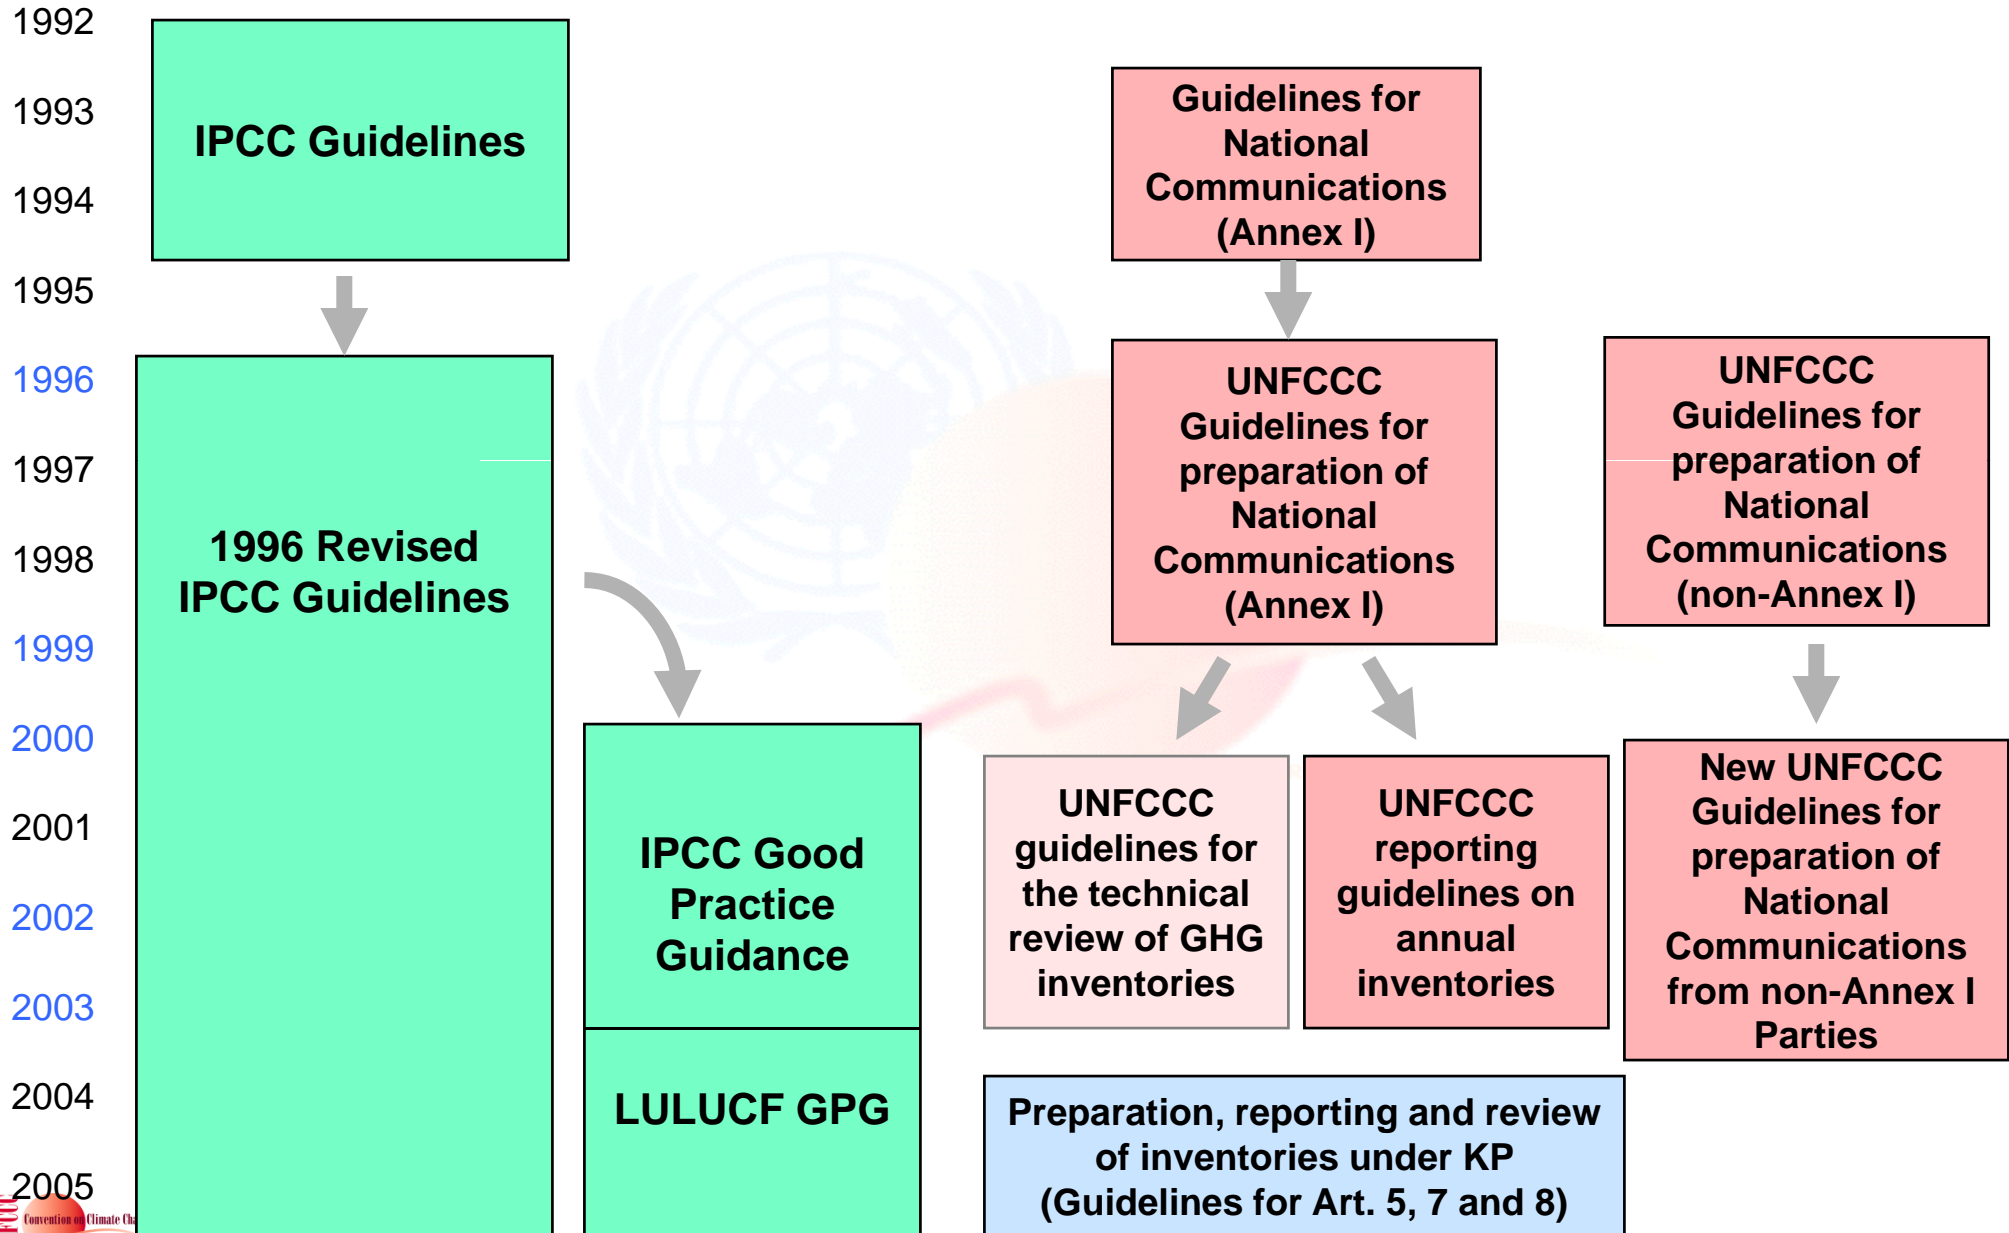 1992
1993
1994
1995
1996
1997
1998
1999
2000
2001
2002
2003
2004
2005
IPCC Guidelines
1996 Revised
IPCC Guidelines
IPCC Good
Practice
Guidance
LULUCF GPG
Guidelines for
National
Communications
(Annex I)
UNFCCC
Guidelines for
preparation of
National
Communications
(Annex I)
UNFCCC
Guidelines for
preparation of
National
Communications
(non-Annex I)
UNFCCC
guidelines for
the technical
review of GHG
inventories
UNFCCC
reporting
guidelines on
annual
inventories
New UNFCCC
Guidelines for
preparation of
National
Communications
from non-Annex I
Parties
Preparation, reporting and review
of inventories under KP
(Guidelines for Art. 5, 7 and 8)
Convention on Climate